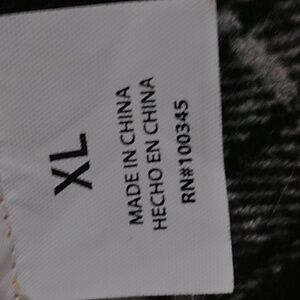 XL
MADE IN CHINA
HECHO EN CHINA
RN#100345